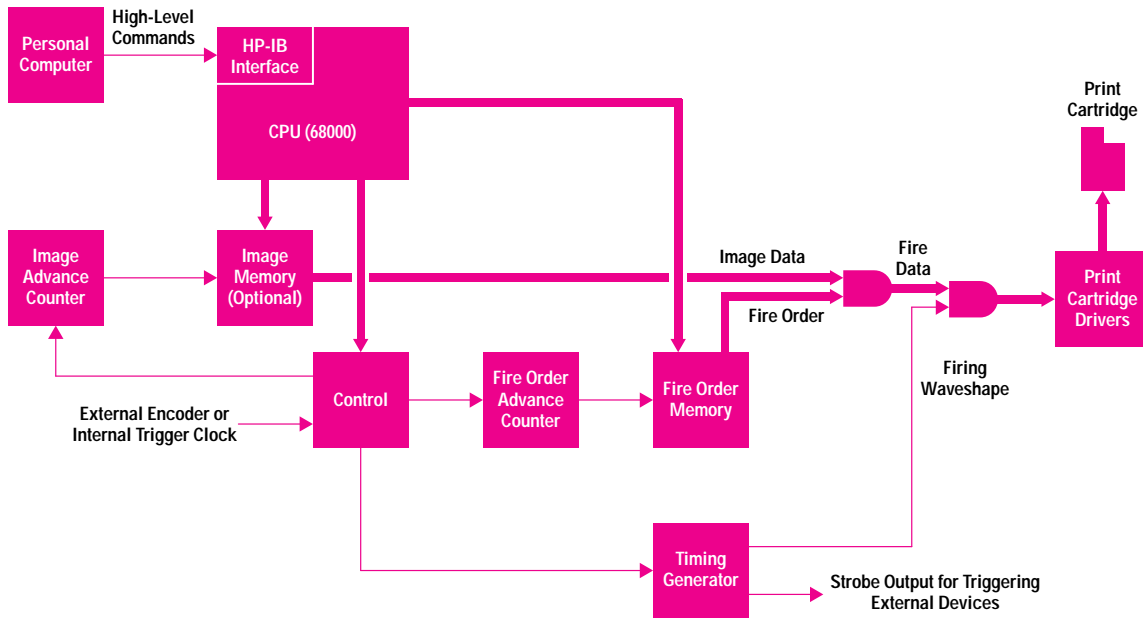 High-Level
Commands
Personal
Computer
HP-IB
Interface
CPU (68000)
Print
Cartridge
Image
Advance
Counter
Image
Memory
(Optional)
Image Data
Fire Order
Fire
Data
Print
Cartridge
Drivers
External Encoder or
Internal Trigger Clock
Control
Fire Order
Advance
Counter
Fire Order
Memory
Firing
Waveshape
Timing
Generator
Strobe Output for Triggering
External Devices